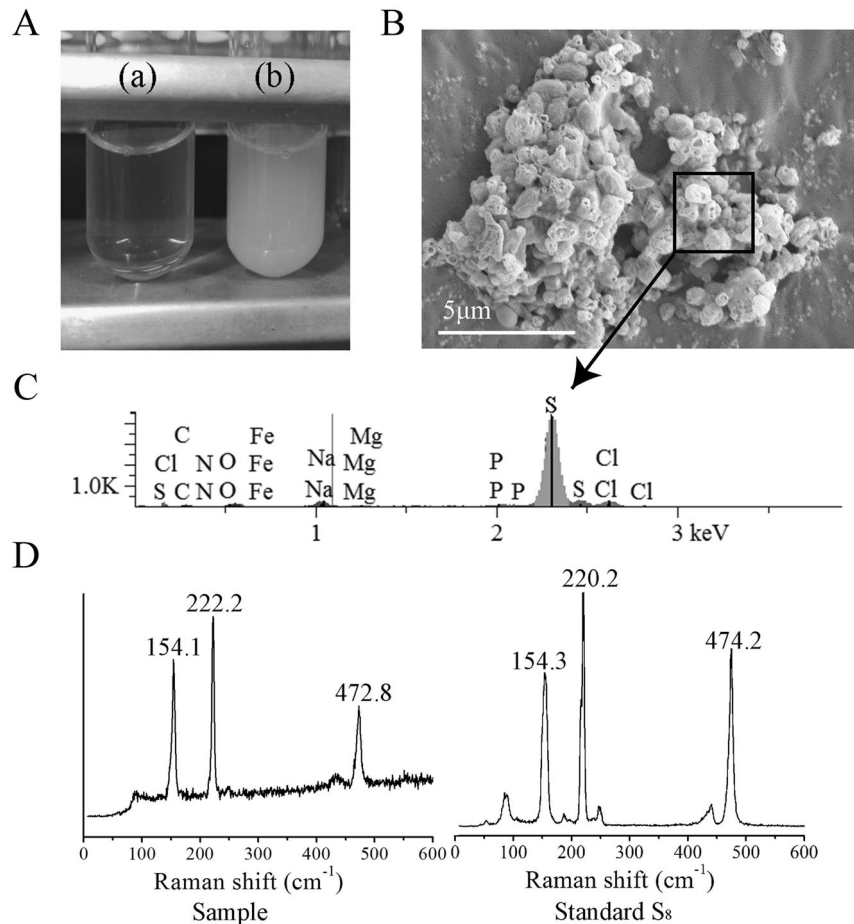 A
B
(a) (b)
5μm
C
S
C Fe Mg P Cl
Cl N O Fe Na Mg
S C N O Fe Na Mg P P S Cl Cl
1.0K
1 2 3 keV
D
222.2
154.1
472.8
220.2
154.3
474.2
0 100 200 300 400 500 600
0 100 200 300 400 500 600
Raman shift (cm⁻¹)
Raman shift (cm⁻¹)
Sample
Standard S₈